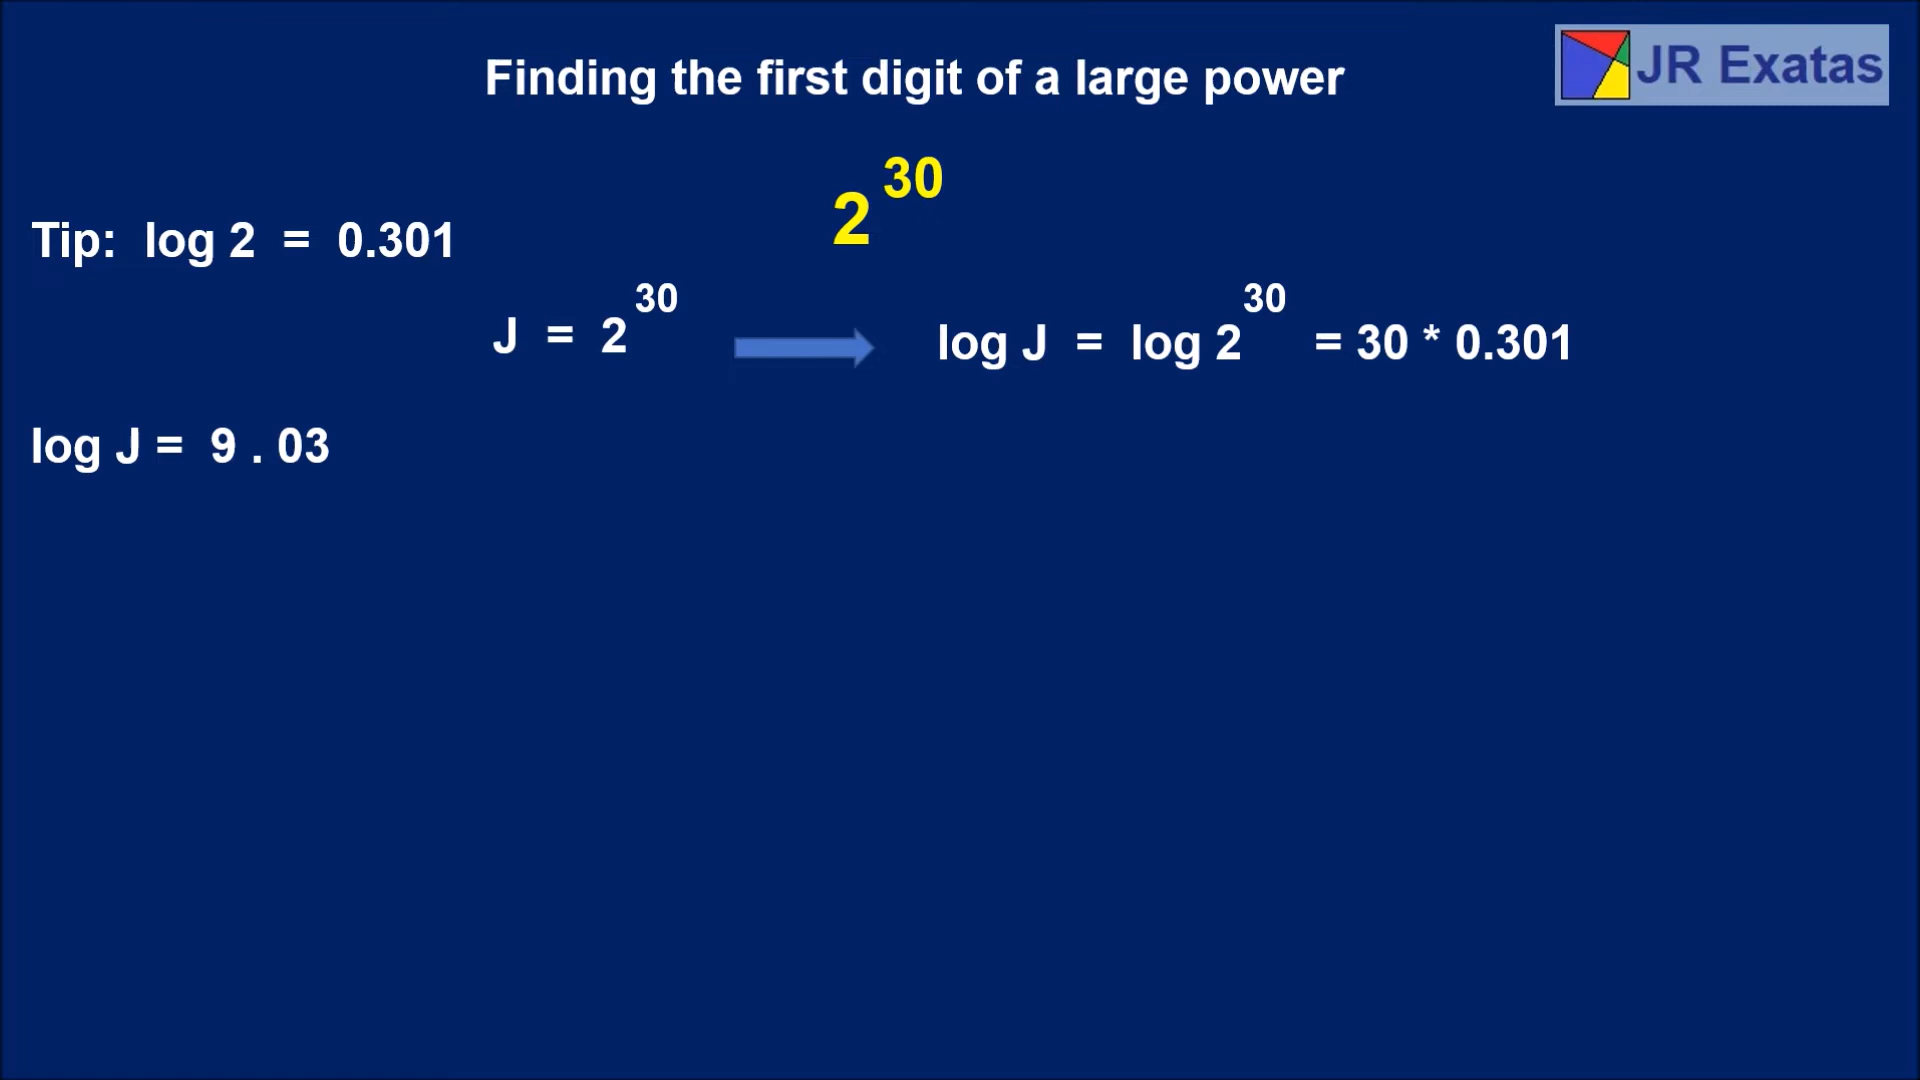 Finding the first digit of a large power
JR Exatas
2^30
Tip: log 2 = 0.301
J = 2^30
log J = log 2^30 = 30 * 0.301
log J = 9 . 03